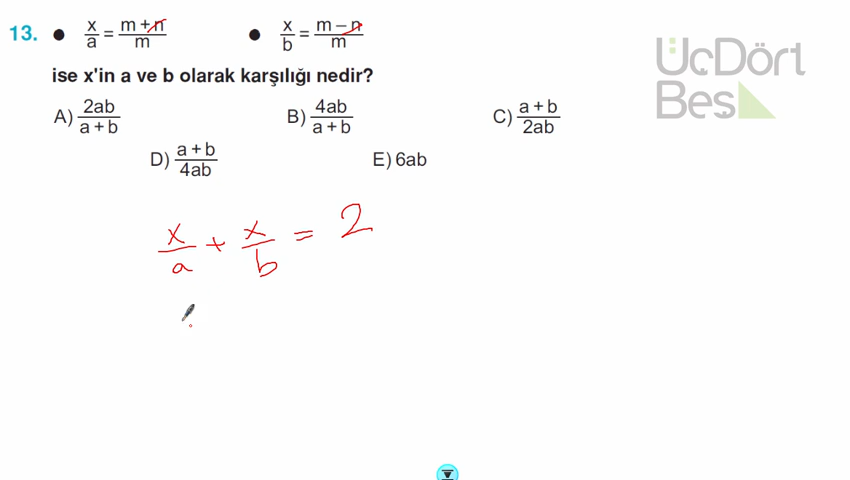 13. ● x/a = m + n/m ● x/b = m – n/m
ise x'in a ve b olarak karşılığı nedir?
A) 2ab/a + b B) 4ab/a + b C) a + b/2ab
D) a + b/4ab E) 6ab
x/a + x/b = 2
ÜçDört
Beş